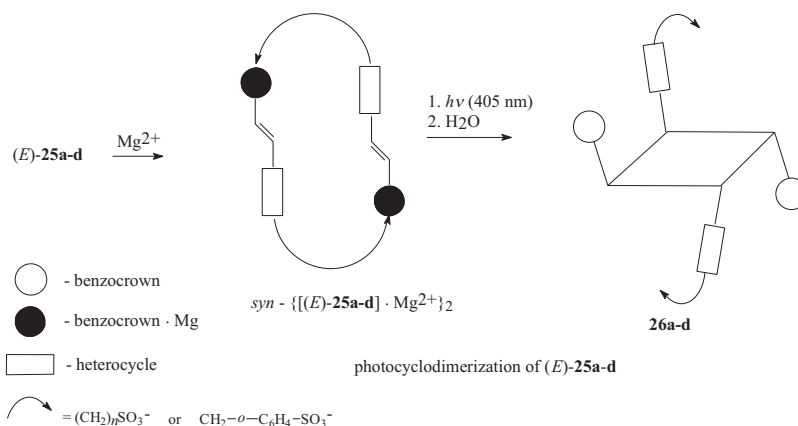 (E)-25a-d
Mg2+
1. hν (405 nm)
2. H2O
syn - {[(E)-25a-d] · Mg2+}2
26a-d
- benzocrown
- benzocrown · Mg
- heterocycle
photocyclodimerization of (E)-25a-d
= (CH2)nSO3- or CH2-o-C6H4-SO3-